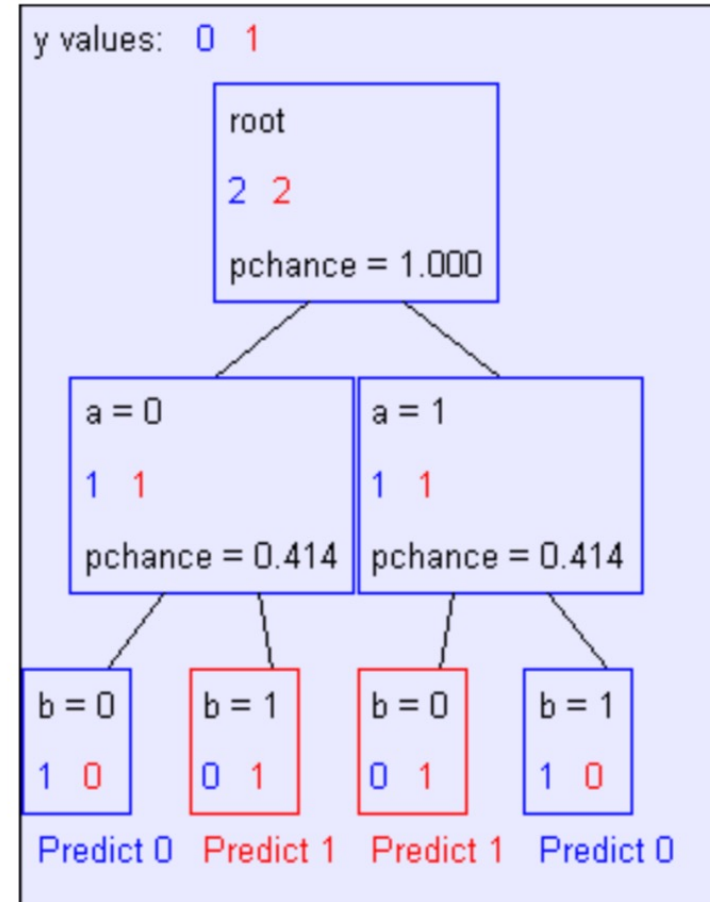 y values: 0 1
root
2 2
pchance = 1.000
a = 0 a = 1
1 1 1 1
pchance = 0.414 pchance = 0.414
b = 0 b = 1 b = 0 b = 1
1 0 0 1 0 1 1 0
Predict 0 Predict 1 Predict 1 Predict 0